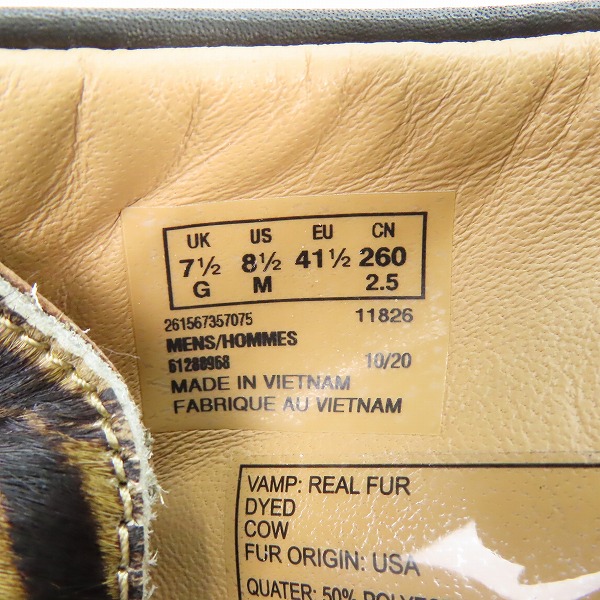 UK US EU CN
7½ 8½ 41½ 260
G M 2.5
261567357075 11826
MENS/HOMMES
61288968 10/20
MADE IN VIETNAM
FABRIQUE AU VIETNAM
VAMP: REAL FUR
DYED
COW
FUR ORIGIN: USA
QUATER: 50%